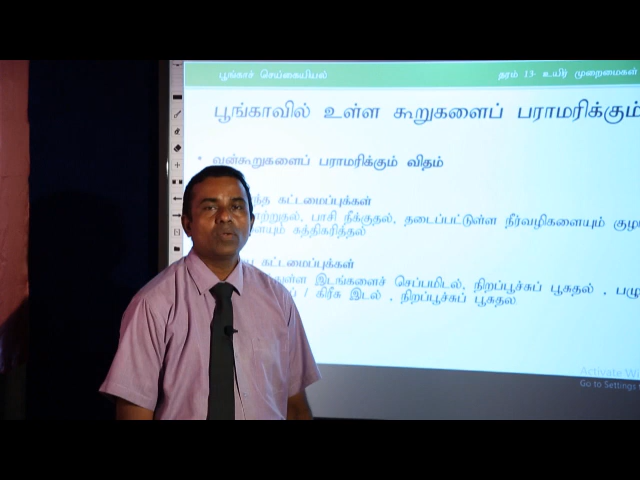 பூங்காச் செய்கையியல்
தரம் 13- உயிர் முறைமைகள்
பூங்காவில் உள்ள கூறுகளைப் பராமரிக்கும்
* வன்கூறுகளைப் பராமரிக்கும் விதம்
கட்டமைப்புக்கள்
பாசி நீக்குதல், தடைப்பட்டுள்ள நீர்வழிகளையும்
கத்திகரித்தல்
கட்டமைப்புக்கள்
இடங்களைச் செப்பமிடல், நிறப்பூச்சுப் பூசுதல் ,
/ கிரீசு இடல் , நிறப்பூச்சுப் பூசுதல்
Activate
Go to Settings